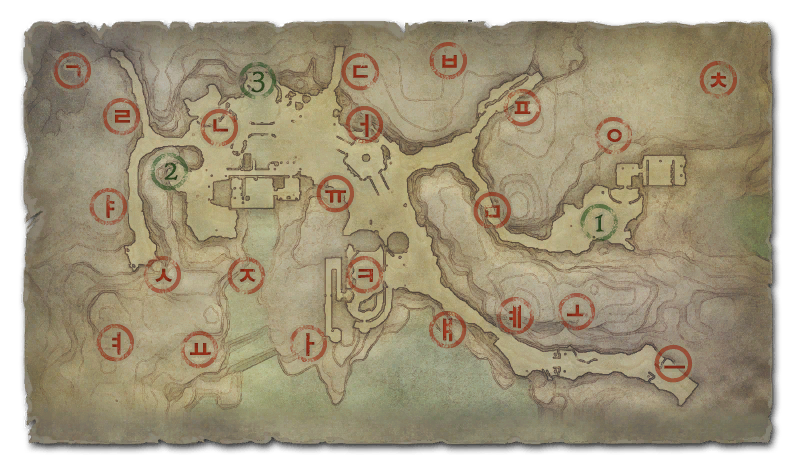 ㄱ
ㄷ
ㅂ
ㅊ
3
ㅍ
ㄹ
ㄴ
ㅓ
ㅇ
2
ㅠ
ㅑ
ㅁ
1
ㅅ
ㅈ
ㅋ
ㅗ
ㅕ
ㅛ
ㅏ
ㅡ